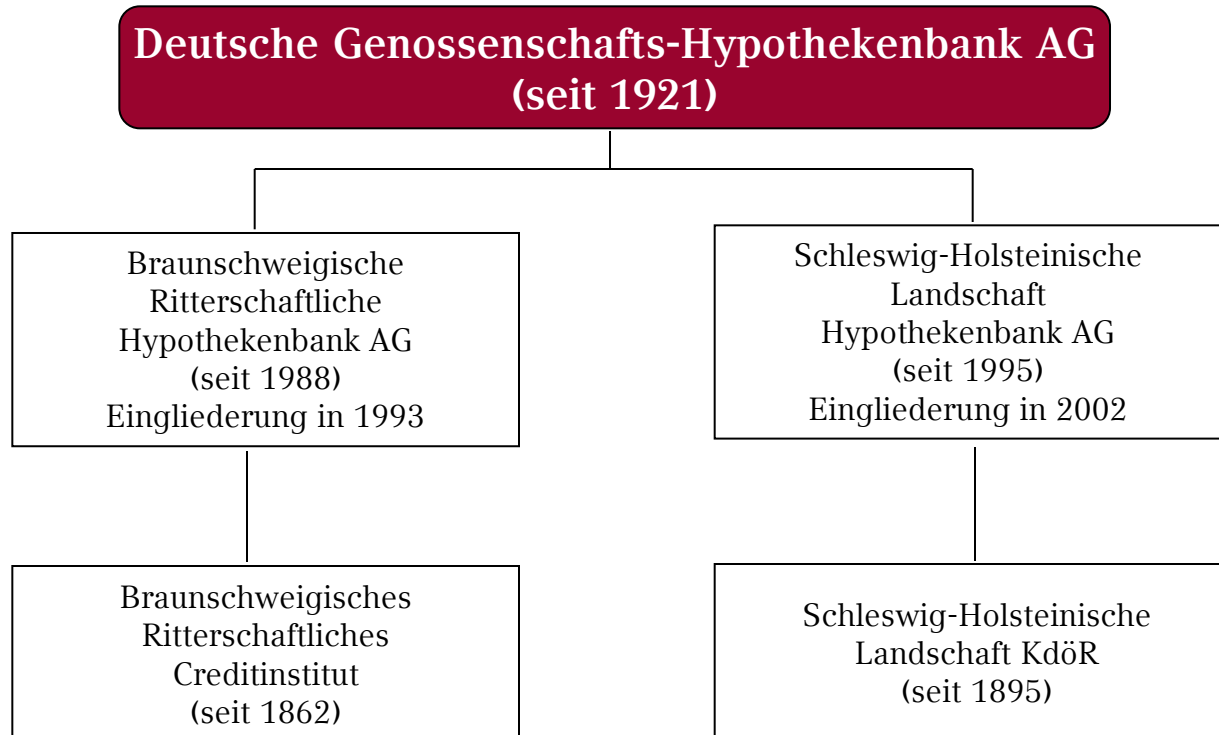 Deutsche Genossenschafts-Hypothekenbank AG
(seit 1921)
Braunschweigische
Ritterschaftliche
Hypothekenbank AG
(seit 1988)
Eingliederung in 1993
Schleswig-Holsteinische
Landschaft
Hypothekenbank AG
(seit 1995)
Eingliederung in 2002
Braunschweigisches
Ritterschaftliches
Creditinstitut
(seit 1862)
Schleswig-Holsteinische
Landschaft KdöR
(seit 1895)